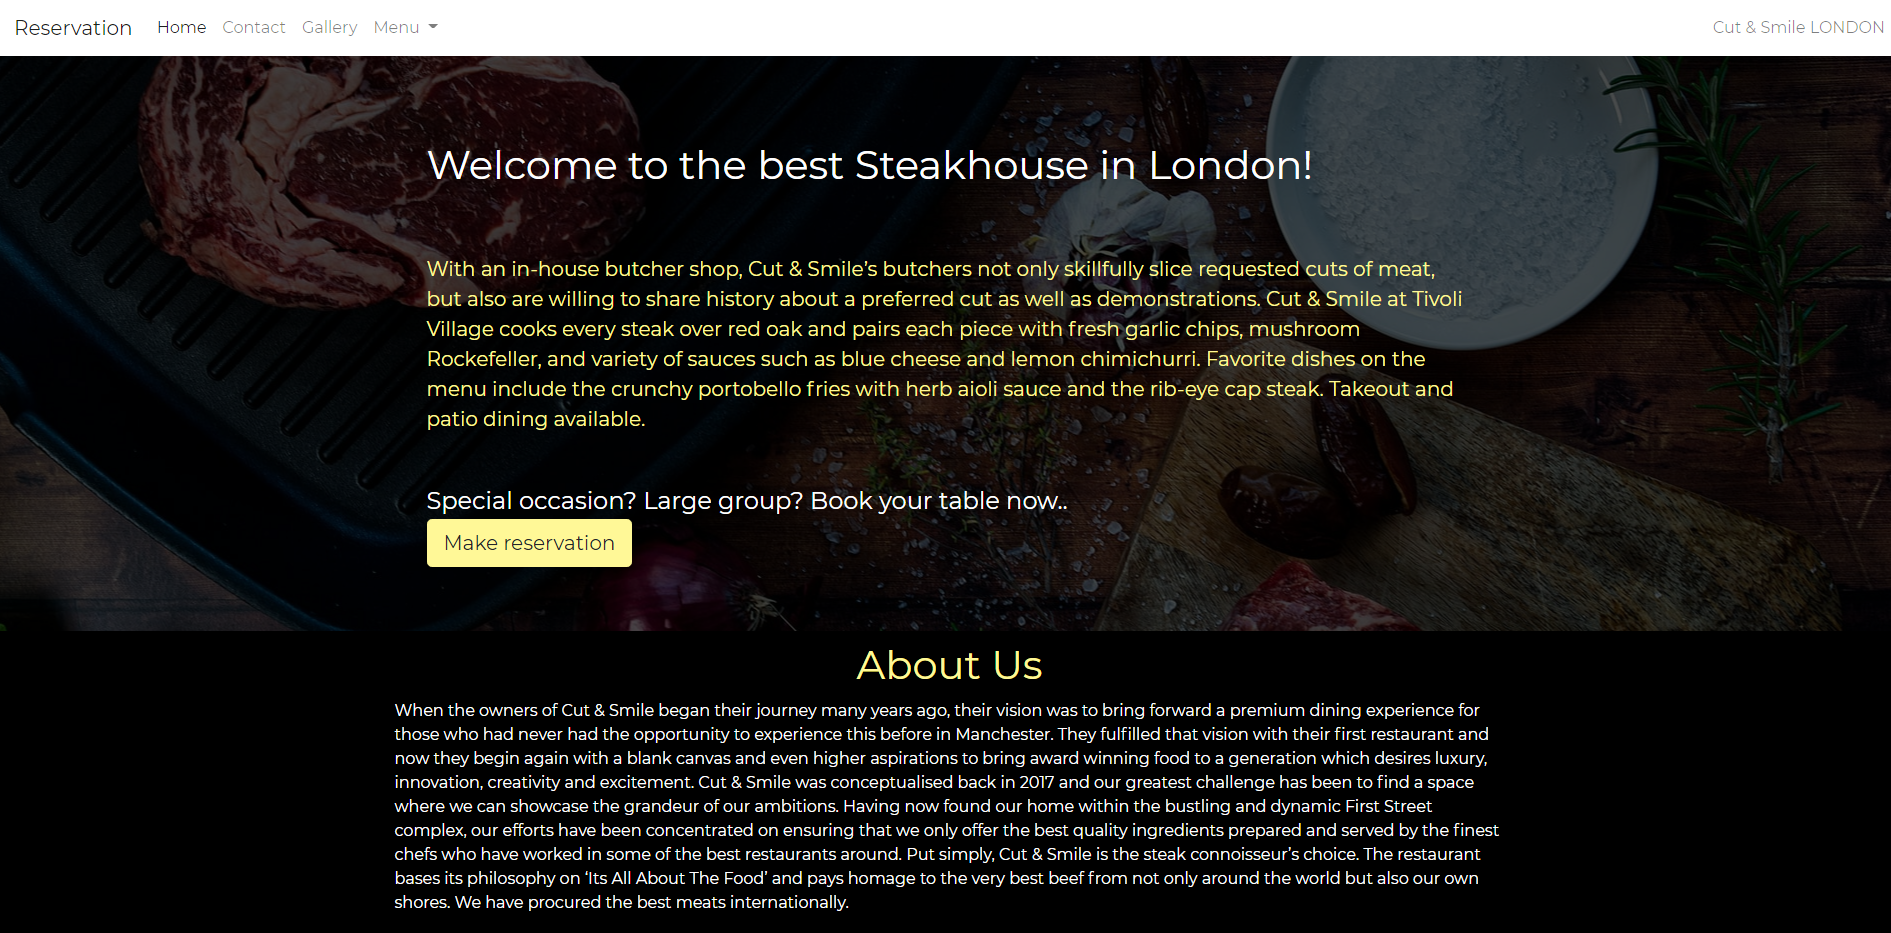 Reservation Home Contact Gallery Menu Cut & Smile LONDON
Welcome to the best Steakhouse in London!
With an in-house butcher shop, Cut & Smile’s butchers not only skillfully slice requested cuts of meat,
but also are willing to share history about a preferred cut as well as demonstrations. Cut & Smile at Tivoli
Village cooks every steak over red oak and pairs each piece with fresh garlic chips, mushroom
Rockefeller, and variety of sauces such as blue cheese and lemon chimichurri. Favorite dishes on the
menu include the crunchy portobello fries with herb aioli sauce and the rib-eye cap steak. Takeout and
patio dining available.
Special occasion? Large group? Book your table now..
Make reservation
About Us
When the owners of Cut & Smile began their journey many years ago, their vision was to bring forward a premium dining experience for
those who had never had the opportunity to experience this before in Manchester. They fulfilled that vision with their first restaurant and
now they begin again with a blank canvas and even higher aspirations to bring award winning food to a generation which desires luxury,
innovation, creativity and excitement. Cut & Smile was conceptualised back in 2017 and our greatest challenge has been to find a space
where we can showcase the grandeur of our ambitions. Having now found our home within the bustling and dynamic First Street
complex, our efforts have been concentrated on ensuring that we only offer the best quality ingredients prepared and served by the finest
chefs who have worked in some of the best restaurants around. Put simply, Cut & Smile is the steak connoisseur’s choice. The restaurant
bases its philosophy on ‘Its All About The Food’ and pays homage to the very best beef from not only around the world but also our own
shores. We have procured the best meats internationally.